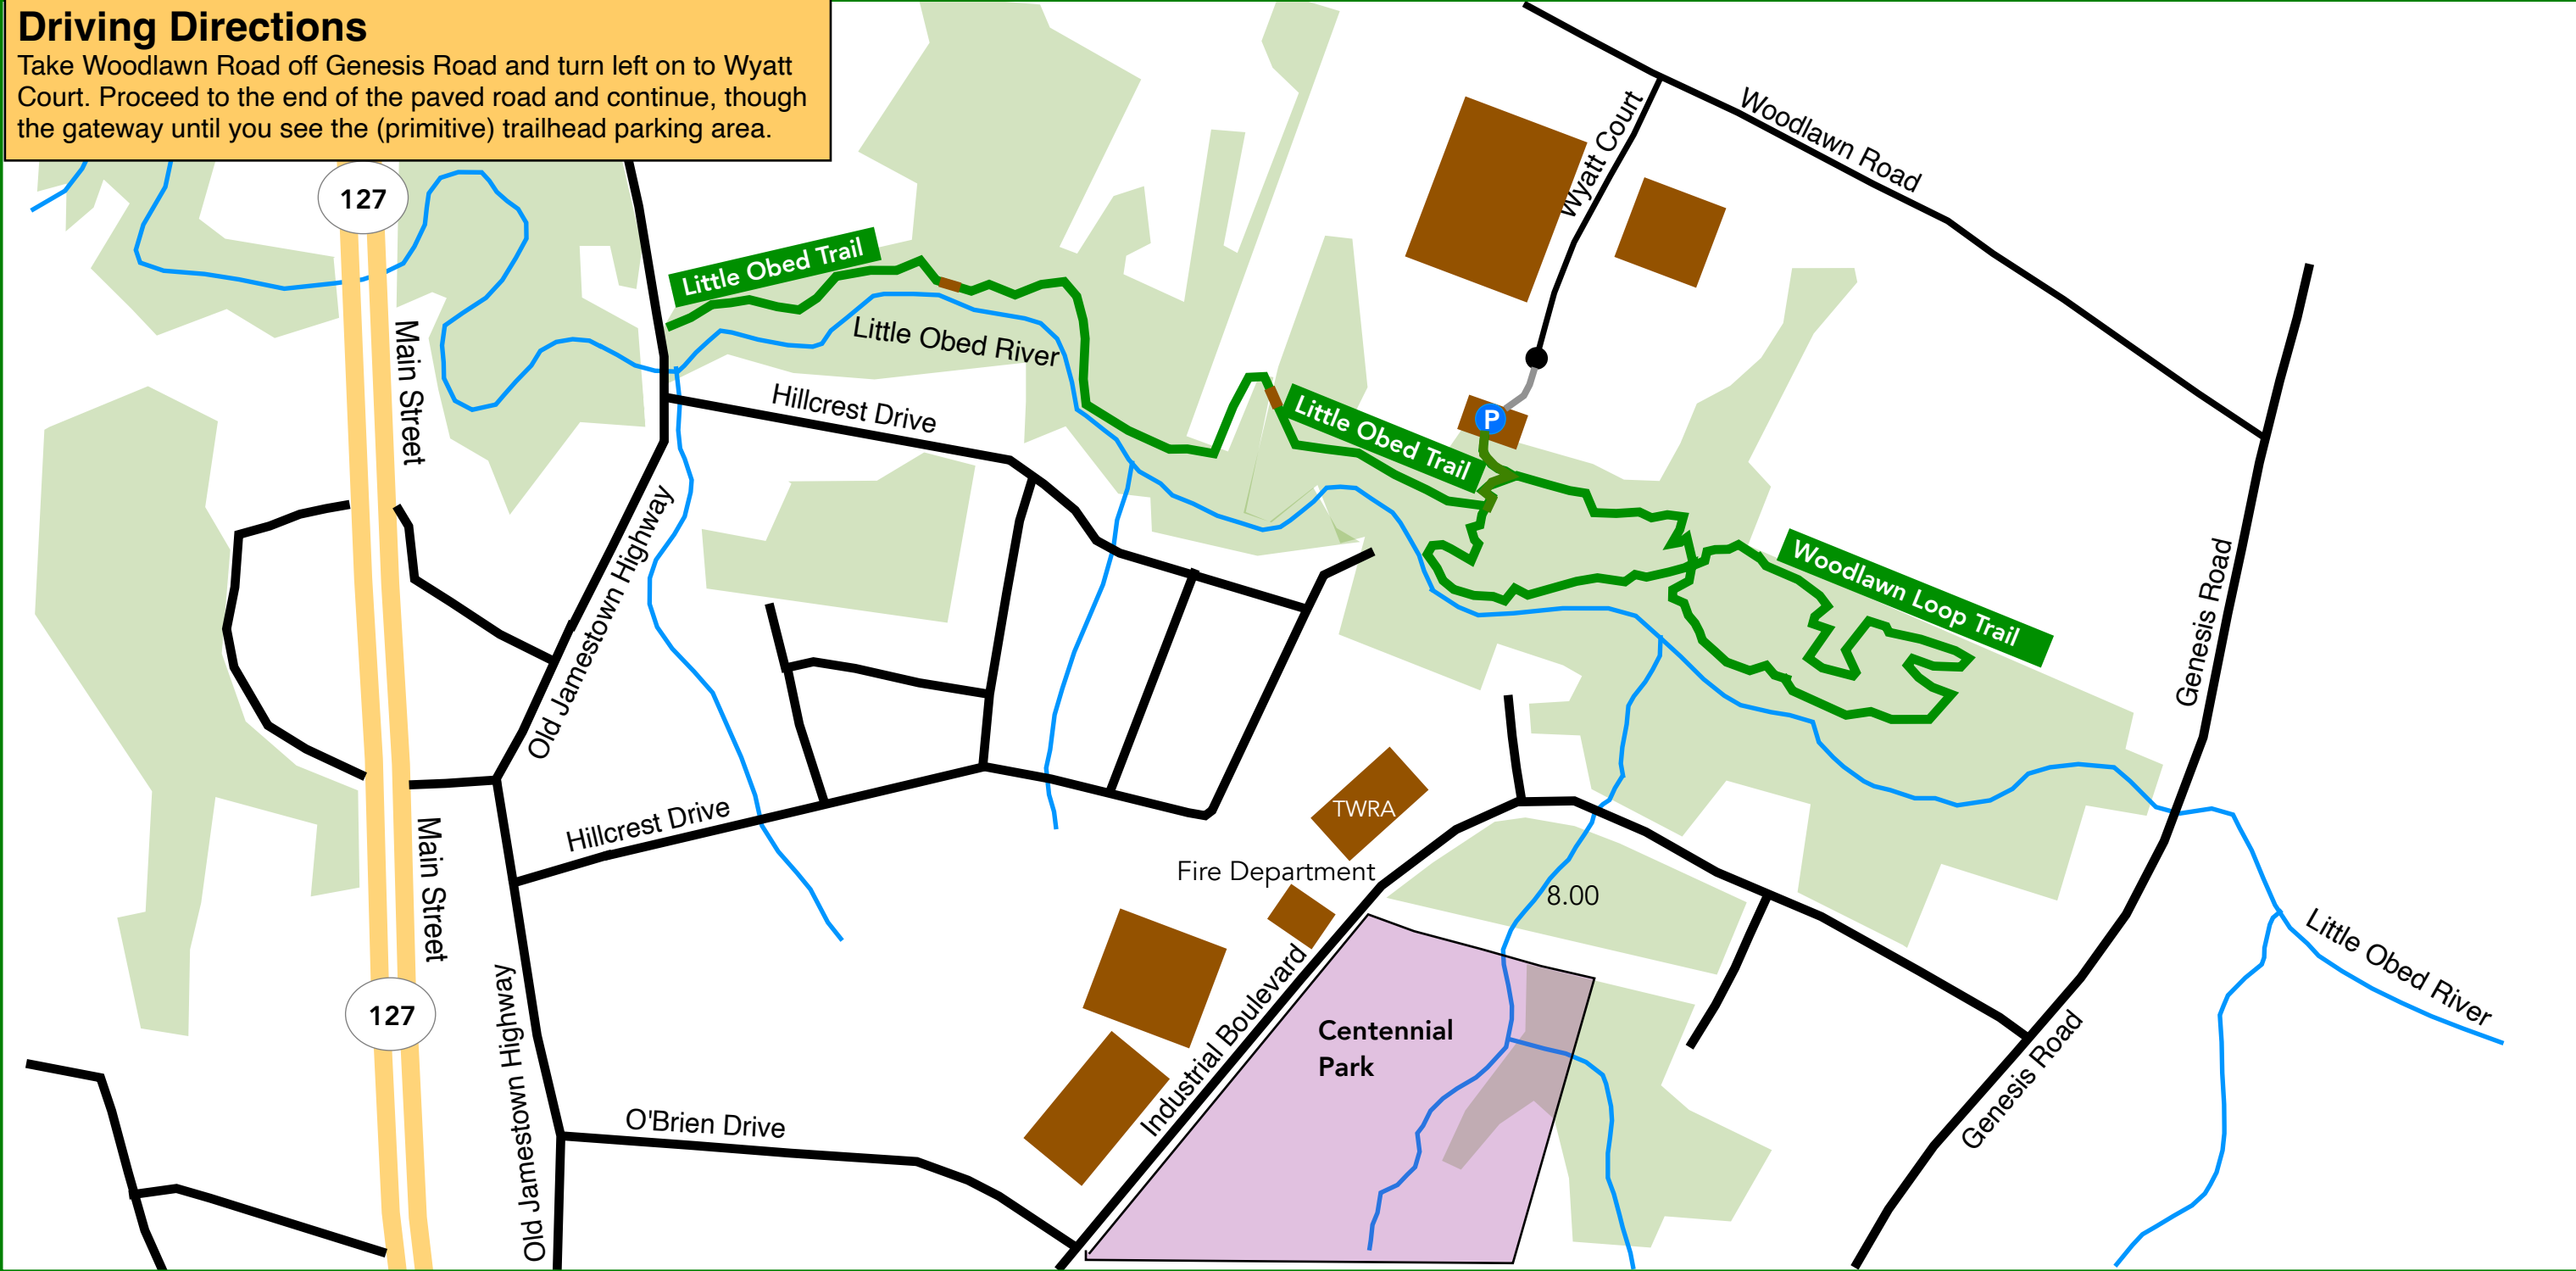 Driving Directions
Take Woodlawn Road off Genesis Road and turn left on to Wyatt
Court. Proceed to the end of the paved road and continue, though
the gateway until you see the (primitive) trailhead parking area.
127
Woodlawn Road
Wyatt Court
Little Obed Trail
Little Obed River
Main Street
Hillcrest Drive
Little Obed Trail
P
Woodlawn Loop Trail
Genesis Road
Old Jamestown Highway
Hillcrest Drive
TWRA
Main Street
Fire Department
8.00
Little Obed River
127
Old Jamestown Highway
Industrial Boulevard
Centennial
Park
Genesis Road
O'Brien Drive